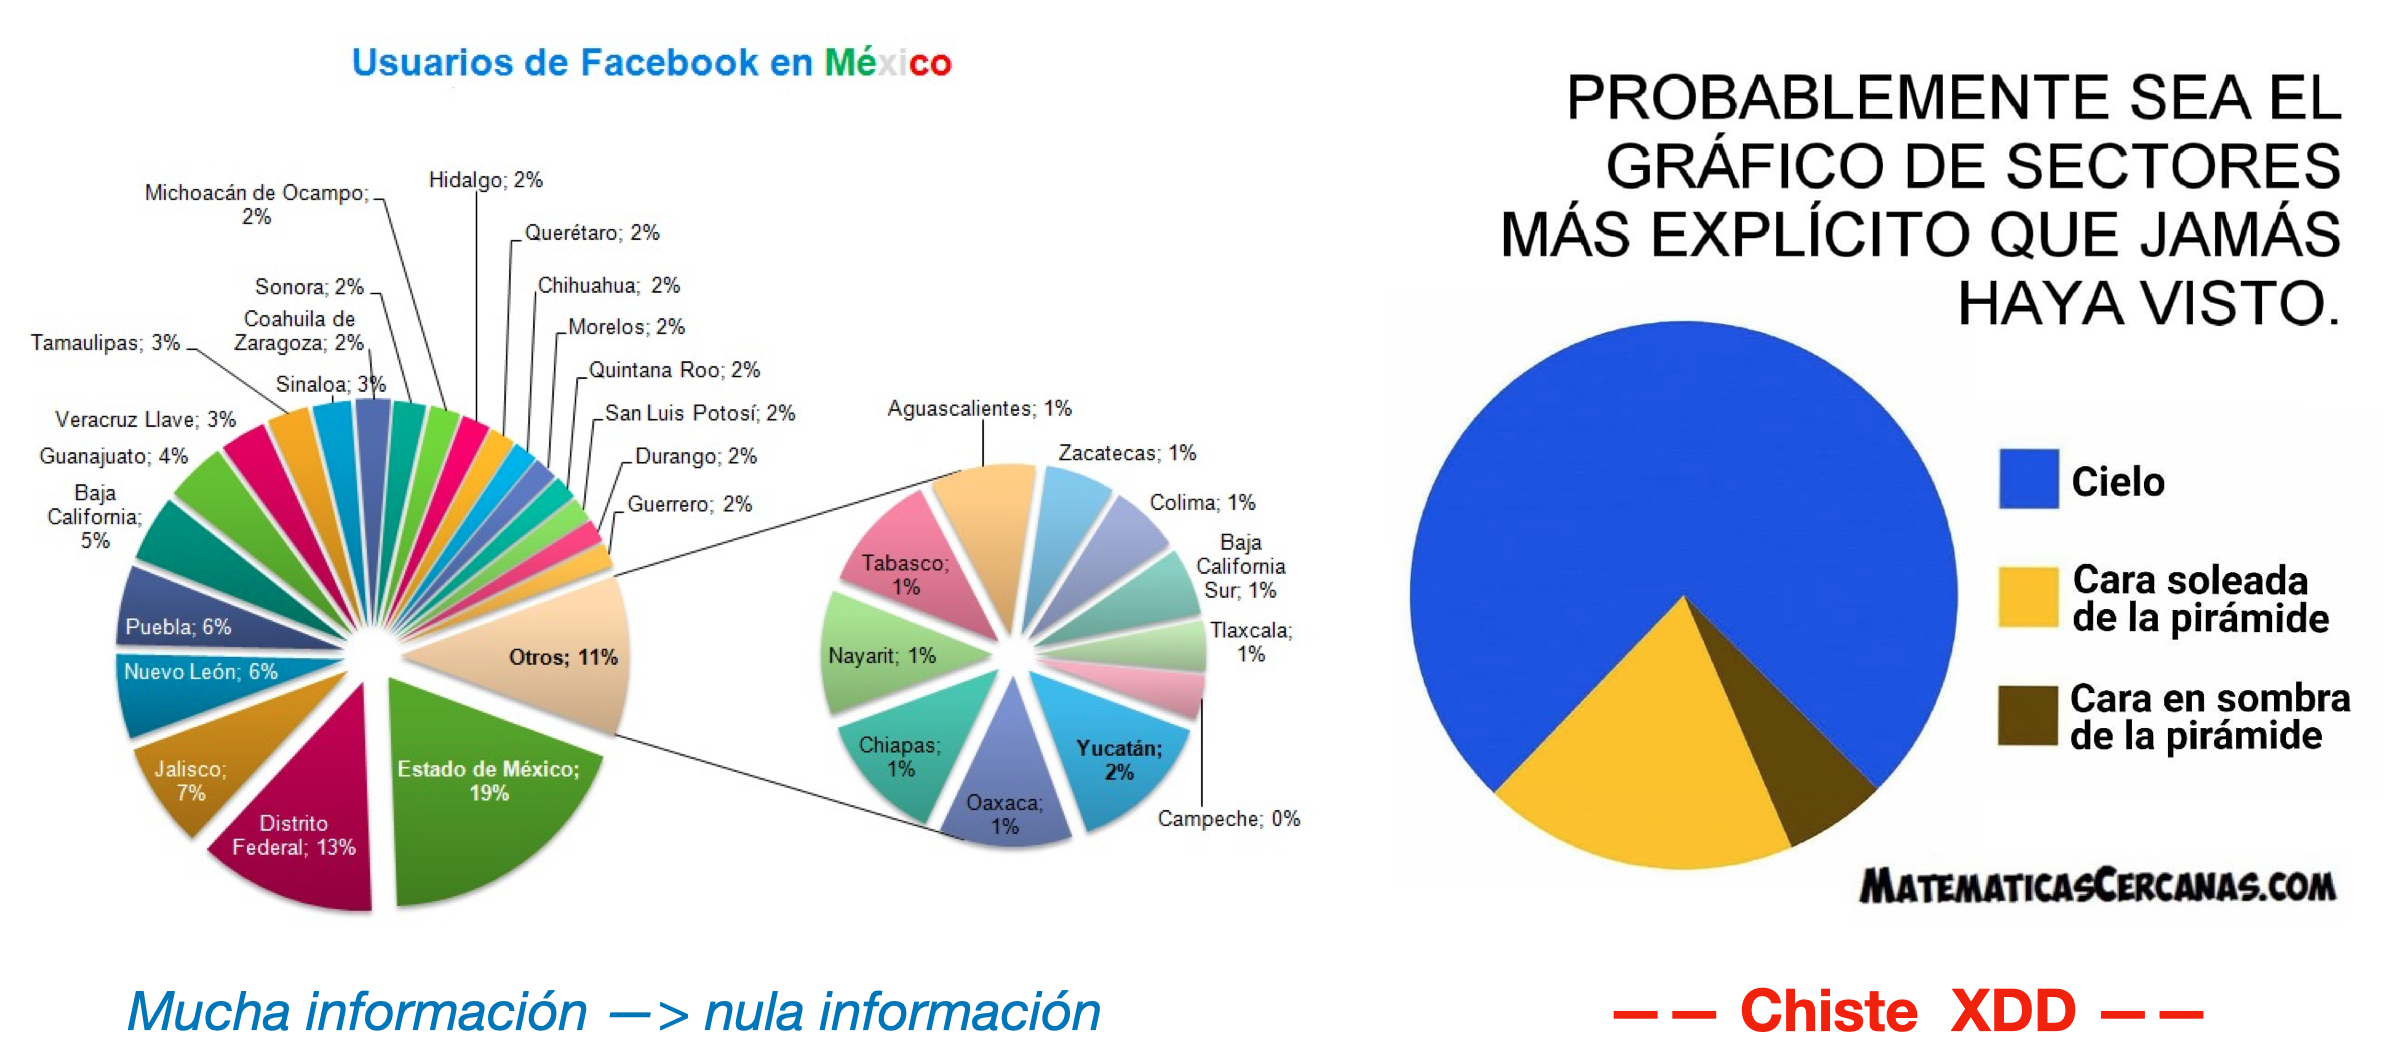 Usuarios de Facebook en México
Hidalgo; 2%
Michoacán de Ocampo;
2%
Querétaro; 2%
Sonora; 2%
Chihuahua; 2%
Coahuila de
Zaragoza; 2%
Morelos; 2%
Tamaulipas; 3%
Sinaloa; 3%
Quintana Roo; 2%
Veracruz Llave; 3%
San Luis Potosí; 2%
Guanajuato; 4%
Durango; 2%
Baja
California;
5%
Guerrero; 2%
Puebla; 6%
Otros; 11%
Nuevo León; 6%
Jalisco;
7%
Estado de México;
19%
Distrito
Federal; 13%
Aguascalientes; 1%
Zacatecas; 1%
Colima; 1%
Baja
California
Sur; 1%
Tabasco;
1%
Tlaxcala;
1%
Nayarit; 1%
Chiapas;
1%
Yucatán;
2%
Oaxaca;
1%
Campeche; 0%
Mucha información —> nula información
PROBABLEMENTE SEA EL
GRÁFICO DE SECTORES
MÁS EXPLÍCITO QUE JAMÁS
HAYA VISTO.
Cielo
Cara soleada
de la pirámide
Cara en sombra
de la pirámide
MATEMATICASCERCANAS.COM
—— Chiste XDD ——